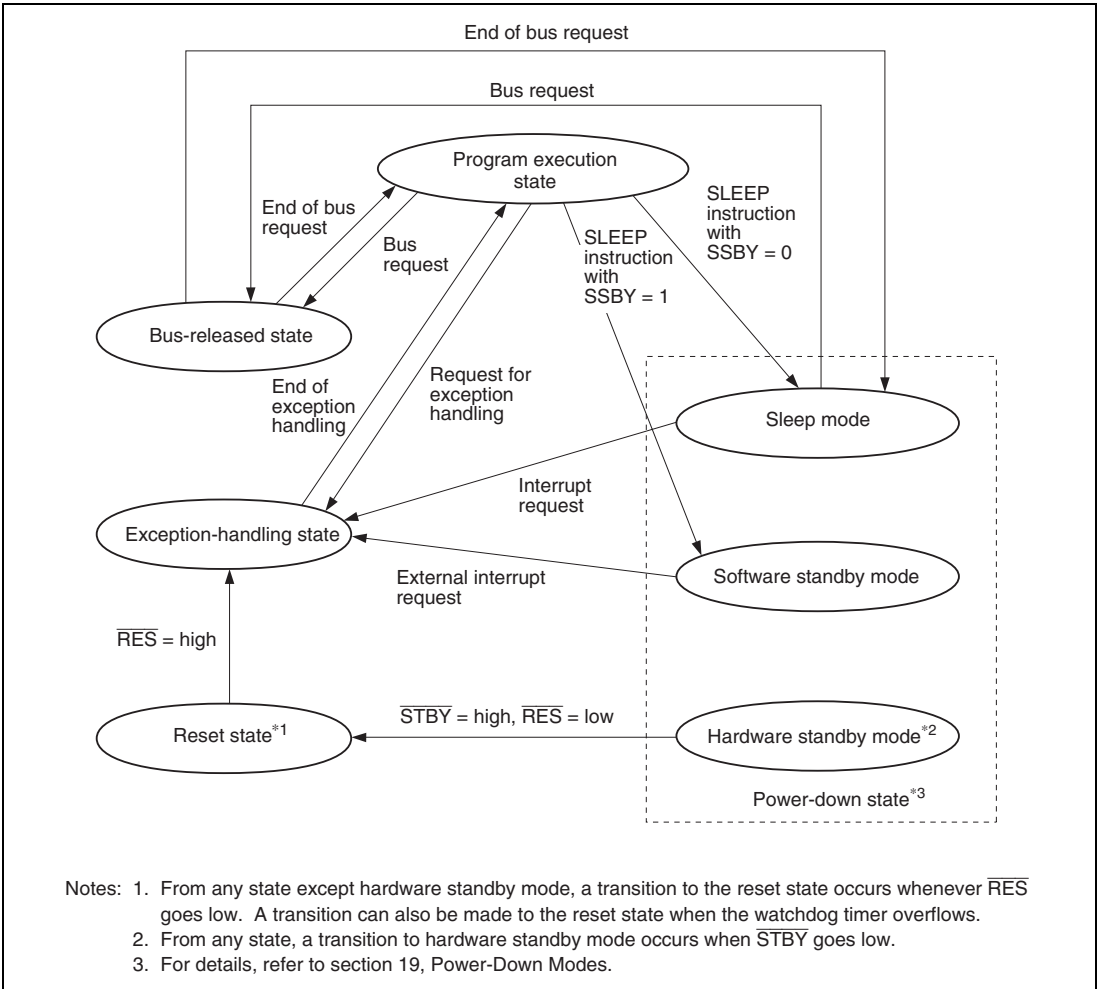 End of bus request
Bus request
Program execution
state
End of bus
request
Bus
request
SLEEP
instruction
with
SSBY = 1
SLEEP
instruction
with
SSBY = 0
Bus-released state
End of
exception
handling
Request for
exception
handling
Sleep mode
Interrupt
request
Exception-handling state
External interrupt
request
Software standby mode
R̅E̅S̅ = high
S̅T̅B̅Y̅ = high, R̅E̅S̅ = low
Reset state*1
Hardware standby mode*2
Power-down state*3
Notes: 1. From any state except hardware standby mode, a transition to the reset state occurs whenever R̅E̅S̅
goes low. A transition can also be made to the reset state when the watchdog timer overflows.
2. From any state, a transition to hardware standby mode occurs when S̅T̅B̅Y̅ goes low.
3. For details, refer to section 19, Power-Down Modes.